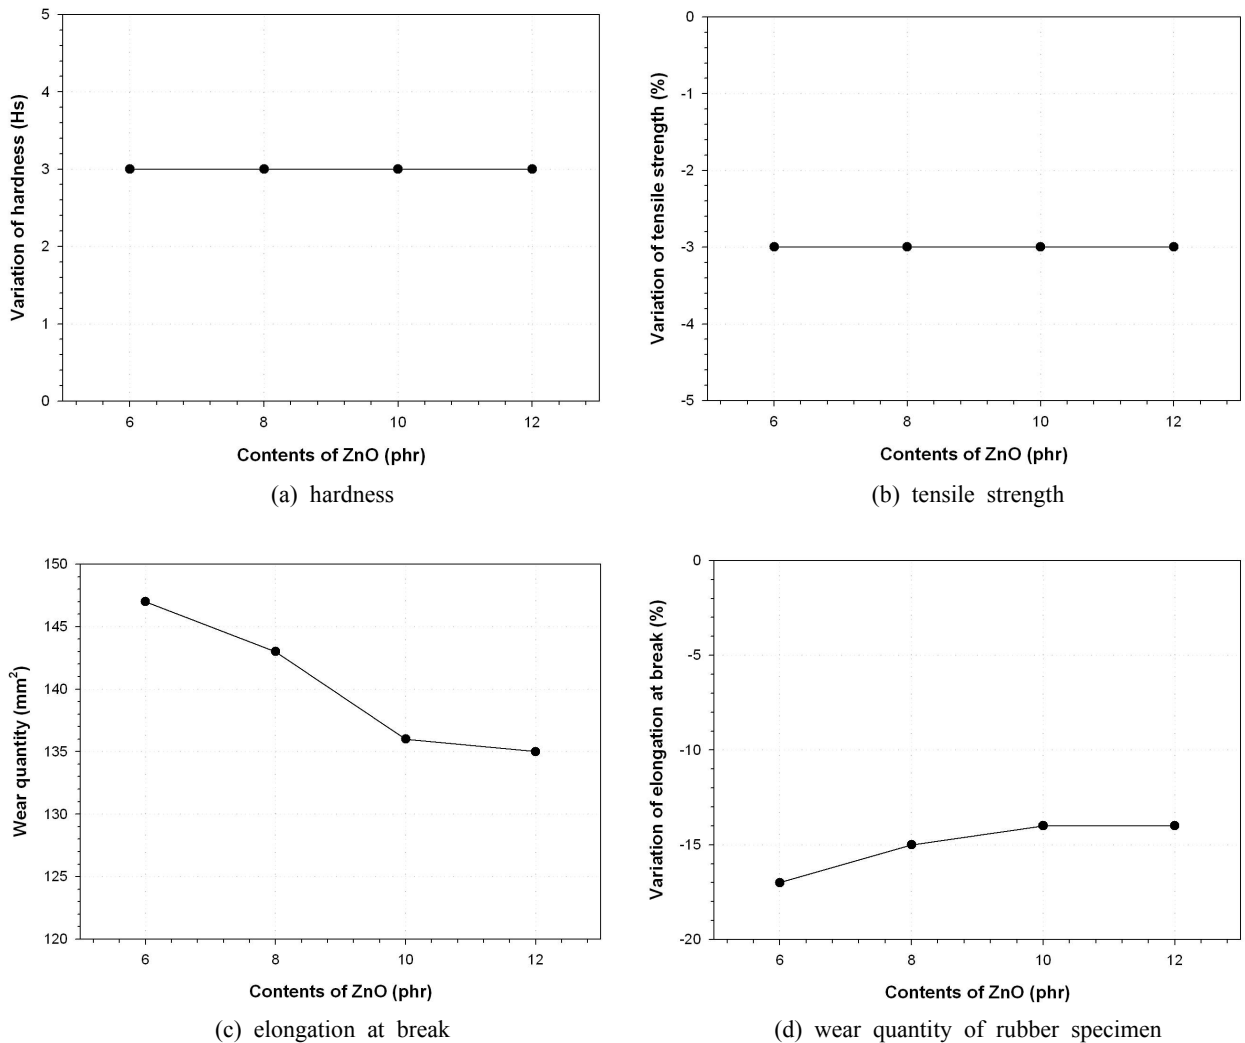 5
4
3
2
1
0
Variation of hardness (Hs)
6 8 10 12
Contents of ZnO (phr)
(a) hardness
0
-1
-2
-3
-4
-5
Variation of tensile strength (%)
6 8 10 12
Contents of ZnO (phr)
(b) tensile strength
150
145
140
135
130
125
120
Wear quantity (mm²)
6 8 10 12
Contents of ZnO (phr)
(c) elongation at break
0
-5
-10
-15
-20
Variation of elongation at break (%)
6 8 10 12
Contents of ZnO (phr)
(d) wear quantity of rubber specimen